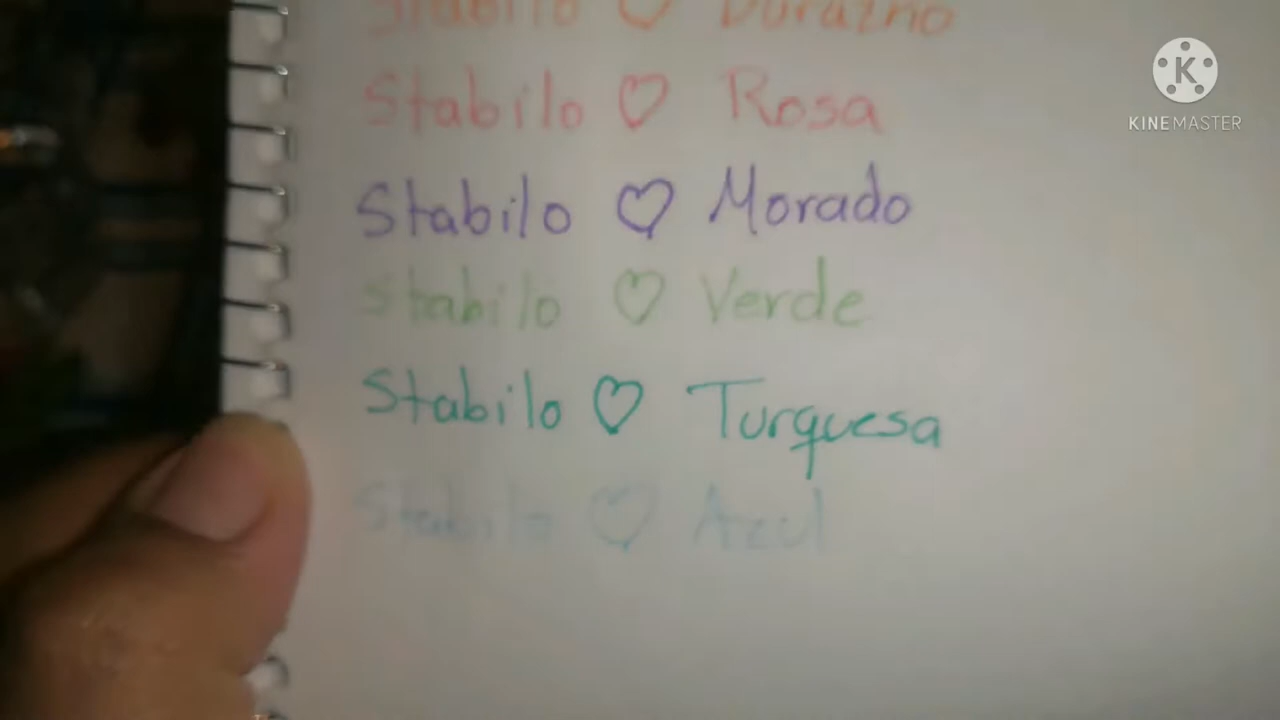 Stabilo ♡ Durazno
Stabilo ♡ Rosa
Stabilo ♡ Morado
Stabilo ♡ Verde
Stabilo ♡ Turquesa
Stabilo ♡ Azul
K
KINEMASTER